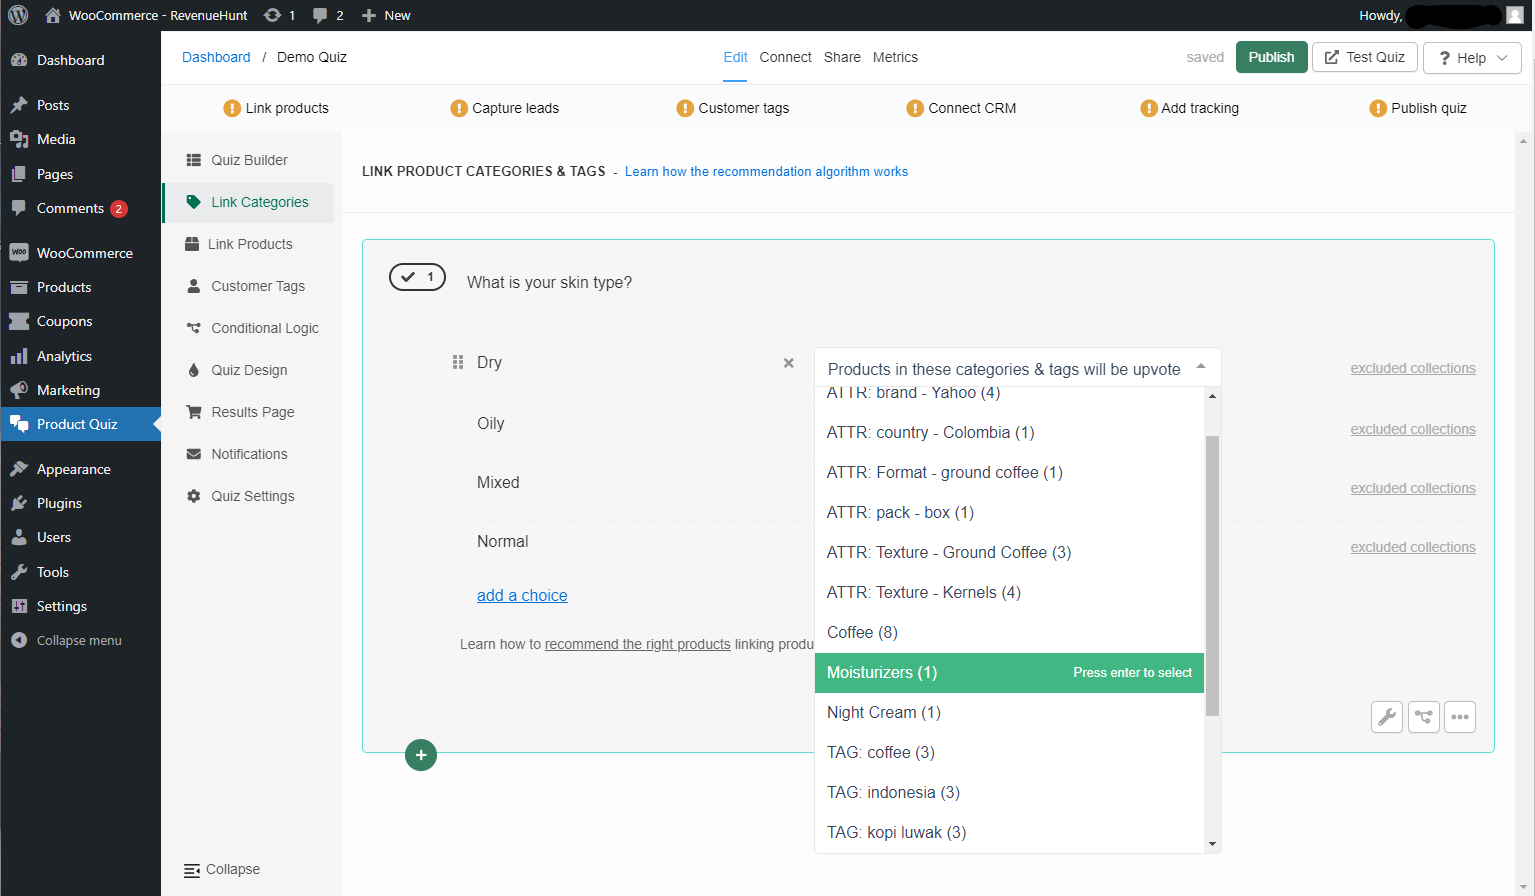 WooCommerce - RevenueHunt 1 2 New Howdy,
Dashboard
Posts
Media
Pages
Comments 2
WooCommerce
Products
Coupons
Analytics
Marketing
Product Quiz
Appearance
Plugins
Users
Tools
Settings
Collapse menu
Dashboard / Demo Quiz
Edit Connect Share Metrics
saved Publish Test Quiz ? Help
Link products Capture leads Customer tags Connect CRM Add tracking Publish quiz
Quiz Builder
Link Categories
Link Products
Customer Tags
Conditional Logic
Quiz Design
Results Page
Notifications
Quiz Settings
Collapse
LINK PRODUCT CATEGORIES & TAGS - Learn how the recommendation algorithm works
1 What is your skin type?
Dry
Oily
Mixed
Normal
add a choice
Learn how to recommend the right products linking produ
Products in these categories & tags will be upvote
ATTR: brand - Yahoo (4)
ATTR: country - Colombia (1)
ATTR: Format - ground coffee (1)
ATTR: pack - box (1)
ATTR: Texture - Ground Coffee (3)
ATTR: Texture - Kernels (4)
Coffee (8)
Moisturizers (1) Press enter to select
Night Cream (1)
TAG: coffee (3)
TAG: indonesia (3)
TAG: kopi luwak (3)
excluded collections
excluded collections
excluded collections
excluded collections